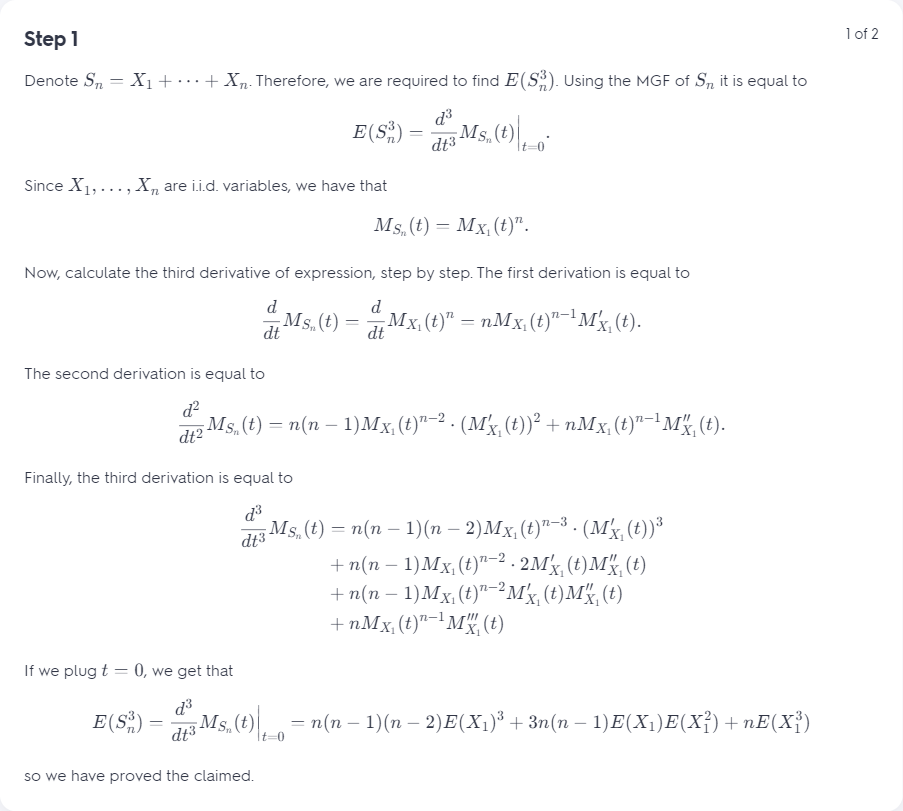 Step 1
1 of 2
Denote $S_n = X_1 + \cdots + X_n$. Therefore, we are required to find $E(S_n^3)$. Using the MGF of $S_n$ it is equal to
$E(S_n^3) = \frac{d^3}{dt^3} M_{S_n}(t) \Big|_{t=0}.$
Since $X_1, \ldots, X_n$ are i.i.d. variables, we have that
$M_{S_n}(t) = M_{X_1}(t)^n.$
Now, calculate the third derivative of expression, step by step. The first derivation is equal to
$\frac{d}{dt} M_{S_n}(t) = \frac{d}{dt} M_{X_1}(t)^n = n M_{X_1}(t)^{n-1} M'_{X_1}(t).$
The second derivation is equal to
$\frac{d^2}{dt^2} M_{S_n}(t) = n(n-1) M_{X_1}(t)^{n-2} \cdot (M'_{X_1}(t))^2 + n M_{X_1}(t)^{n-1} M''_{X_1}(t).$
Finally, the third derivation is equal to
$\frac{d^3}{dt^3} M_{S_n}(t) = n(n-1)(n-2) M_{X_1}(t)^{n-3} \cdot (M'_{X_1}(t))^3$
$+ n(n-1) M_{X_1}(t)^{n-2} \cdot 2 M'_{X_1}(t) M''_{X_1}(t)$
$+ n(n-1) M_{X_1}(t)^{n-2} M'_{X_1}(t) M''_{X_1}(t)$
$+ n M_{X_1}(t)^{n-1} M'''_{X_1}(t)$
If we plug $t = 0$, we get that
$E(S_n^3) = \frac{d^3}{dt^3} M_{S_n}(t) \Big|_{t=0} = n(n-1)(n-2) E(X_1)^3 + 3n(n-1) E(X_1) E(X_1^2) + n E(X_1^3)$
so we have proved the claimed.